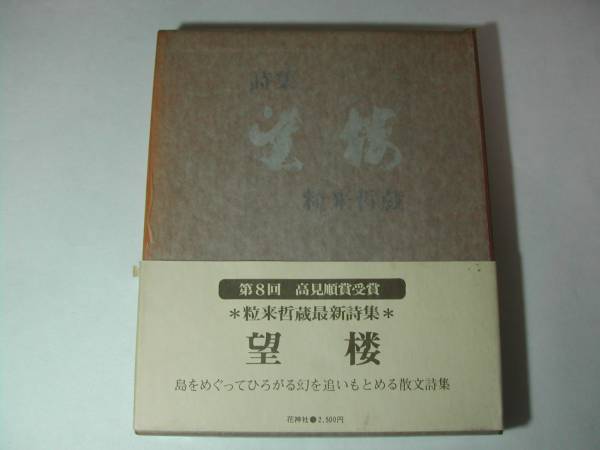 詩集
望楼
粒来哲蔵
第8回 高見順賞受賞
＊粒来哲蔵最新詩集＊
望 楼
島をめぐってひろがる幻を追いもとめる散文詩集
花神社●2,500円